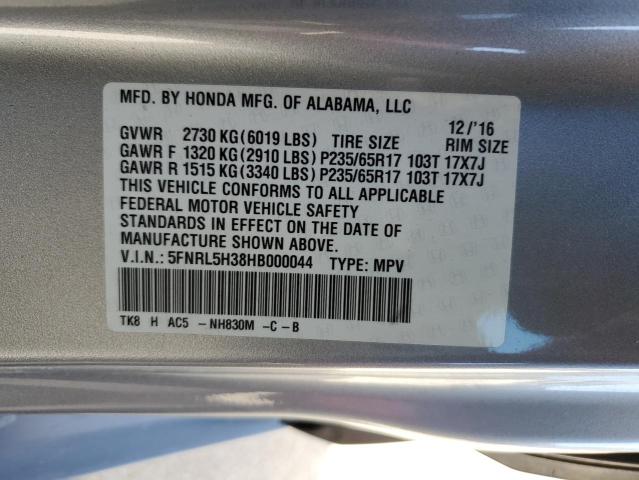 MFD. BY HONDA MFG. OF ALABAMA, LLC
12/'16
GVWR 2730 KG(6019 LBS) TIRE SIZE RIM SIZE
GAWR F 1320 KG(2910 LBS) P235/65R17 103T 17X7J
GAWR R 1515 KG(3340 LBS) P235/65R17 103T 17X7J
THIS VEHICLE CONFORMS TO ALL APPLICABLE
FEDERAL MOTOR VEHICLE SAFETY
STANDARDS IN EFFECT ON THE DATE OF
MANUFACTURE SHOWN ABOVE.
V.I.N.: 5FNRL5H38HB000044 TYPE: MPV
TK8 H AC5 -NH830M -C -B